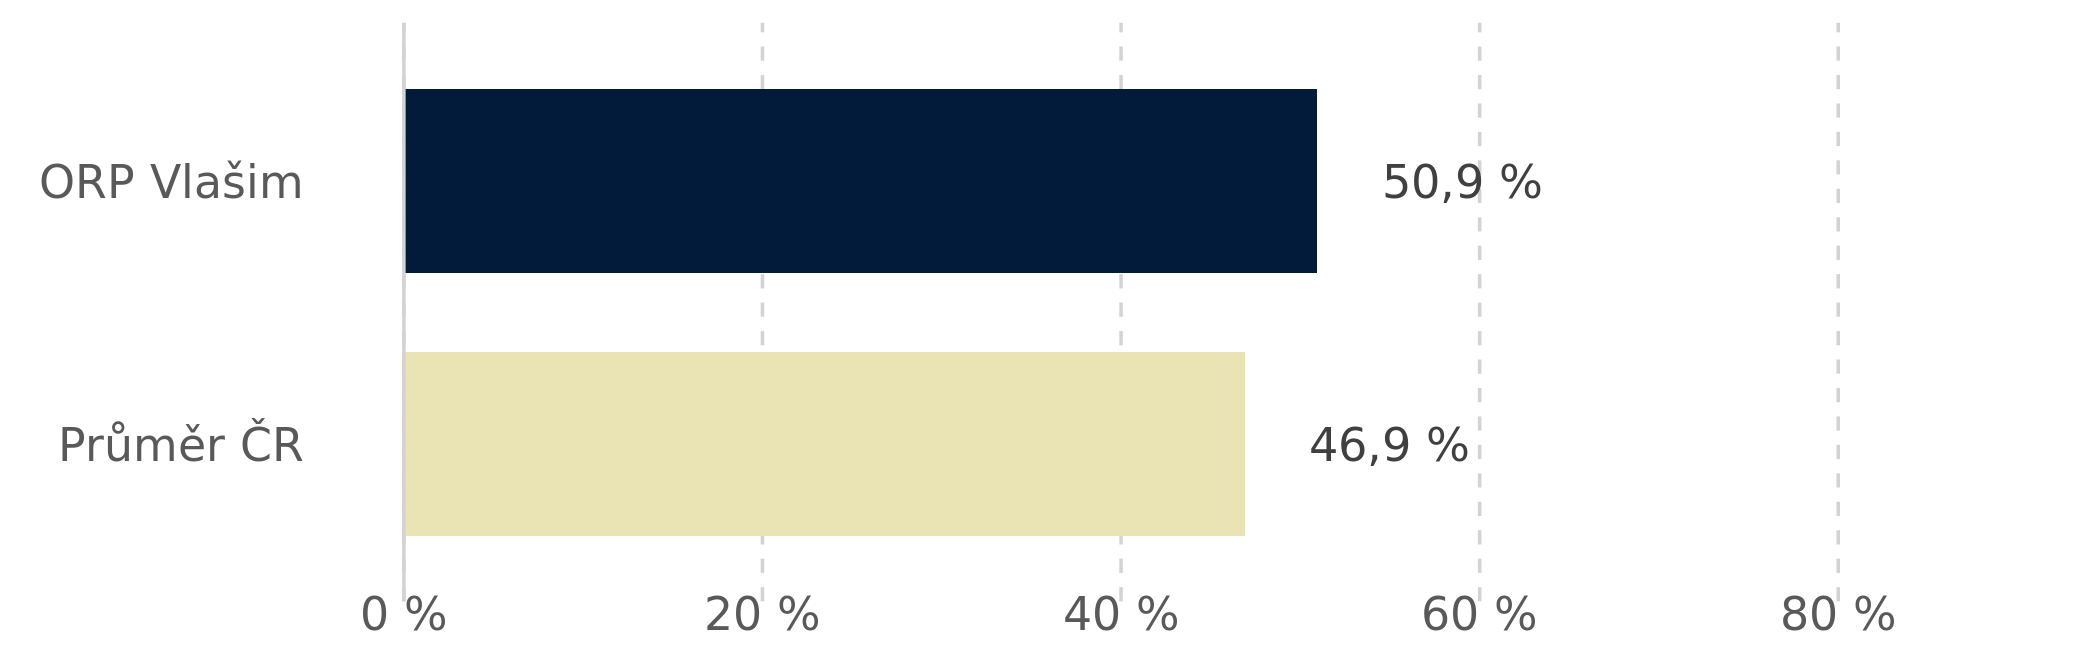 ORP Vlašim
50,9 %
Průměr ČR
46,9 %
0 % 20 % 40 % 60 % 80 %